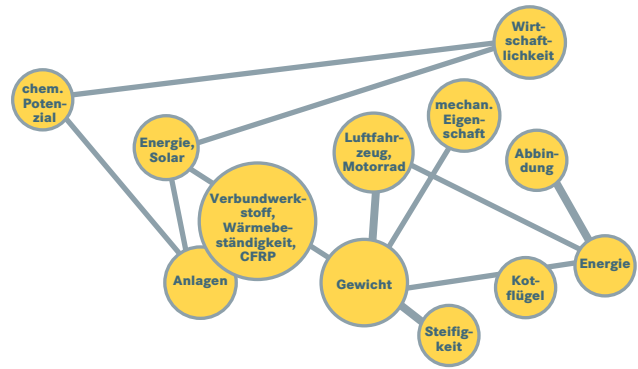 Wirt-
schaft-
lichkeit
chem.
Poten-
zial
mechan.
Eigen-
schaft
Energie,
Solar
Luftfahr-
zeug,
Motorrad
Abbin-
dung
Verbundwerk-
stoff,
Wärmebe-
ständigkeit,
CFRP
Anlagen
Gewicht
Kot-
flügel
Energie
Steifig-
keit